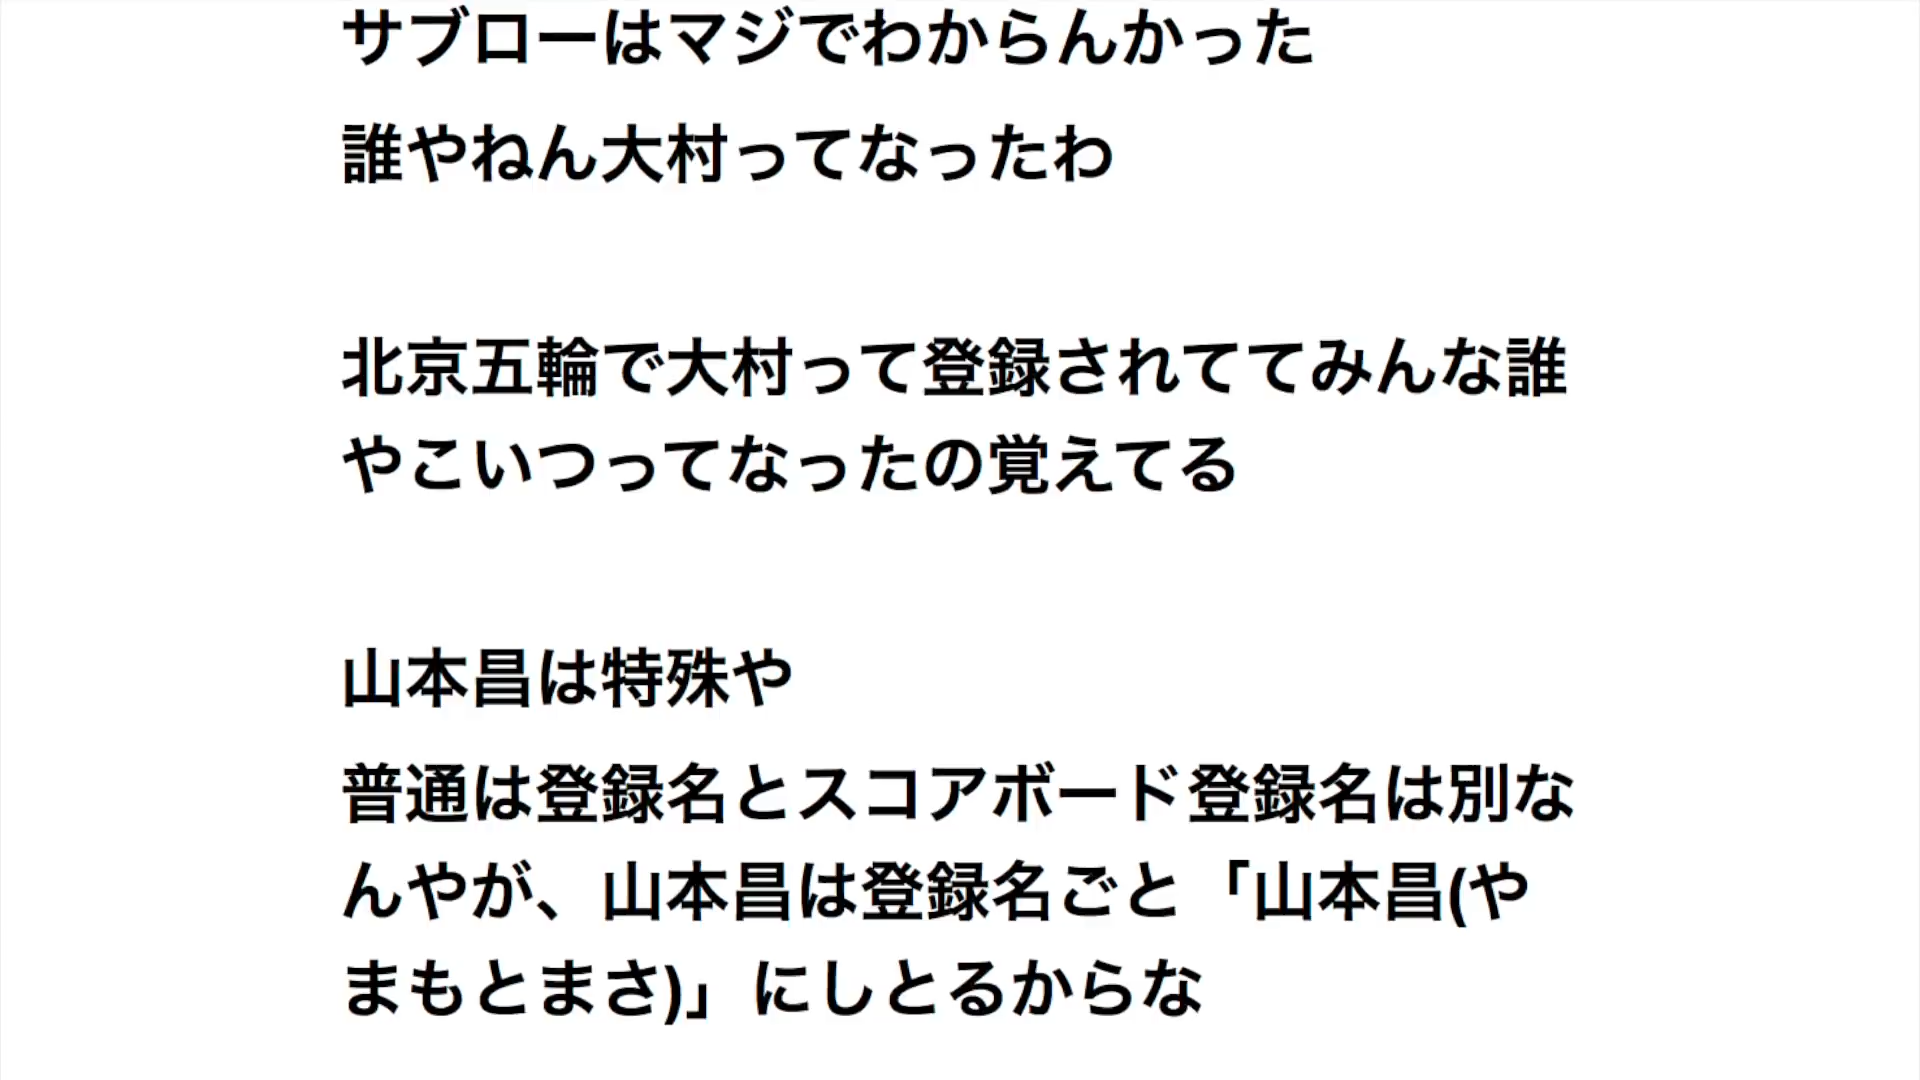 サブローはマジでわからんかった
誰やねん大村ってなったわ
北京五輪で大村って登録されててみんな誰
やこいつってなったの覚えてる
山本昌は特殊や
普通は登録名とスコアボード登録名は別な
んやが、山本昌は登録名ごと「山本昌(や
まもとまさ)」にしとるからな